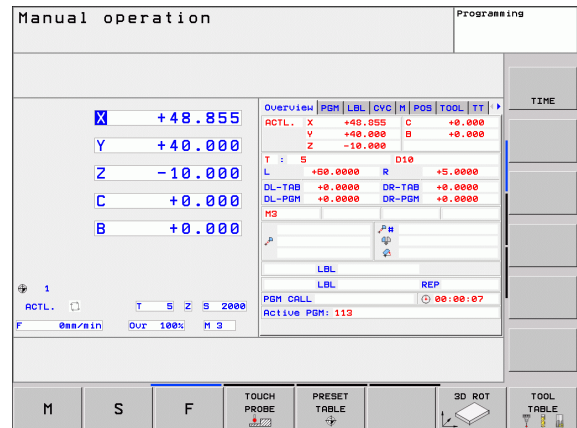 Manual operation
Programming
X +48.855
Y +40.000
Z -10.000
C +0.000
B +0.000
1
ACTL. T 5 Z S 2000
F 0mm/min Ovr 100% M 3
Overview PGM LBL CYC M POS TOOL TT
ACTL. X +48.855 C +0.000
Y +40.000 B +0.000
Z -10.000
T : 5 D10
L +60.0000 R +5.0000
DL-TAB +0.0000 DR-TAB +0.0000
DL-PGM +0.0000 DR-PGM +0.0000
M3
#
LBL
LBL REP
PGM CALL 00:00:07
Active PGM: 113
TIME
M
S
F
TOUCH
PROBE
PRESET
TABLE
3D ROT
TOOL
TABLE